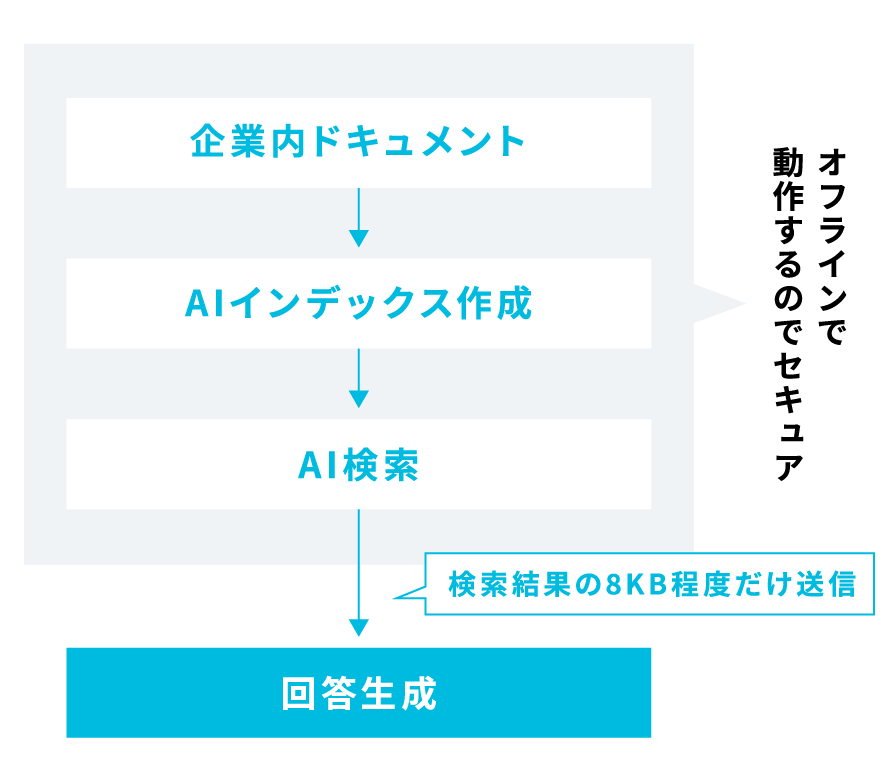 企業内ドキュメント
AIインデックス作成
AI検索
オフラインで
動作するのでセキュア
検索結果の8KB程度だけ送信
回答生成